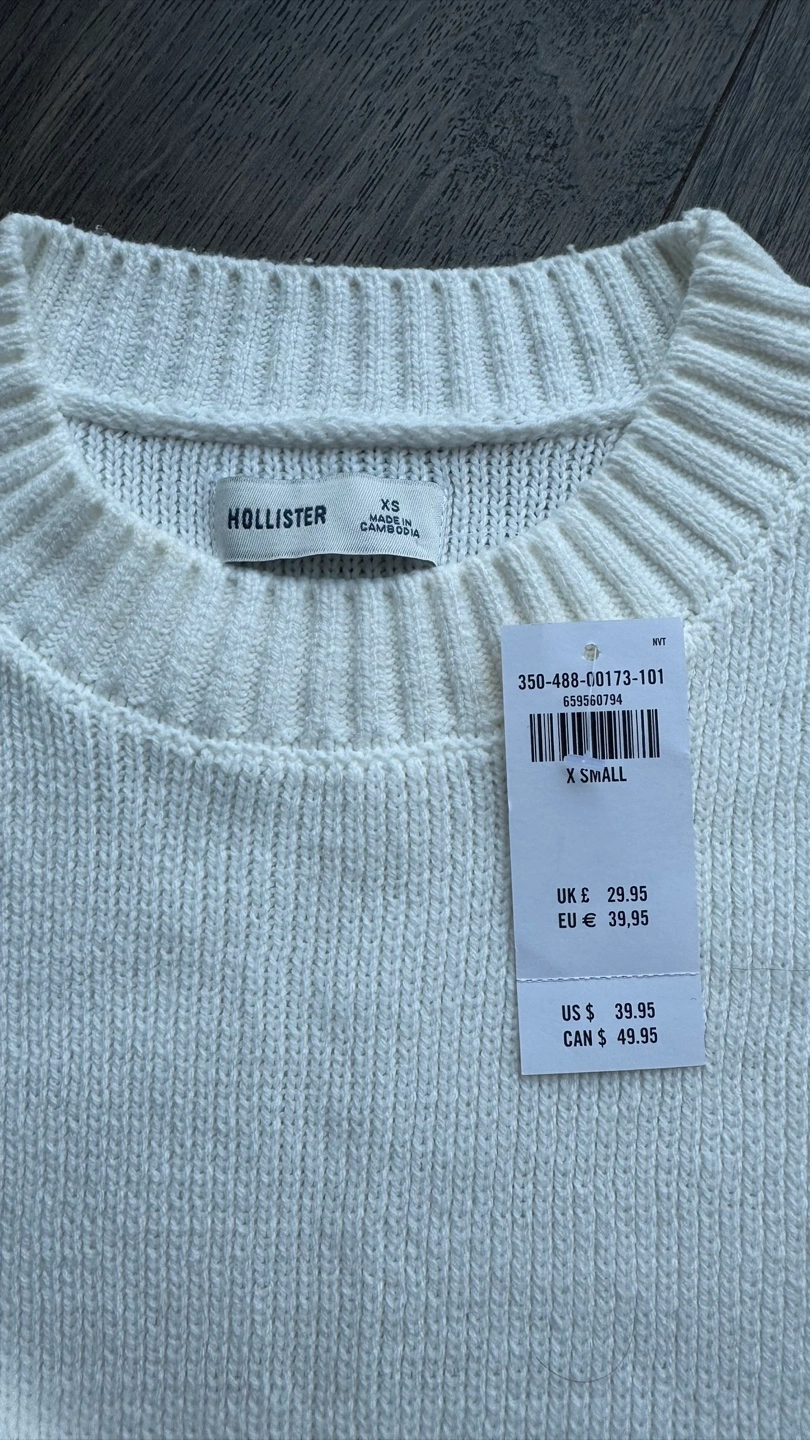 HOLLISTER
XS
MADE IN
CAMBODIA
NVT
350-488-00173-101
659560794
X SMALL
UK £ 29.95
EU € 39,95
US $ 39.95
CAN $ 49.95